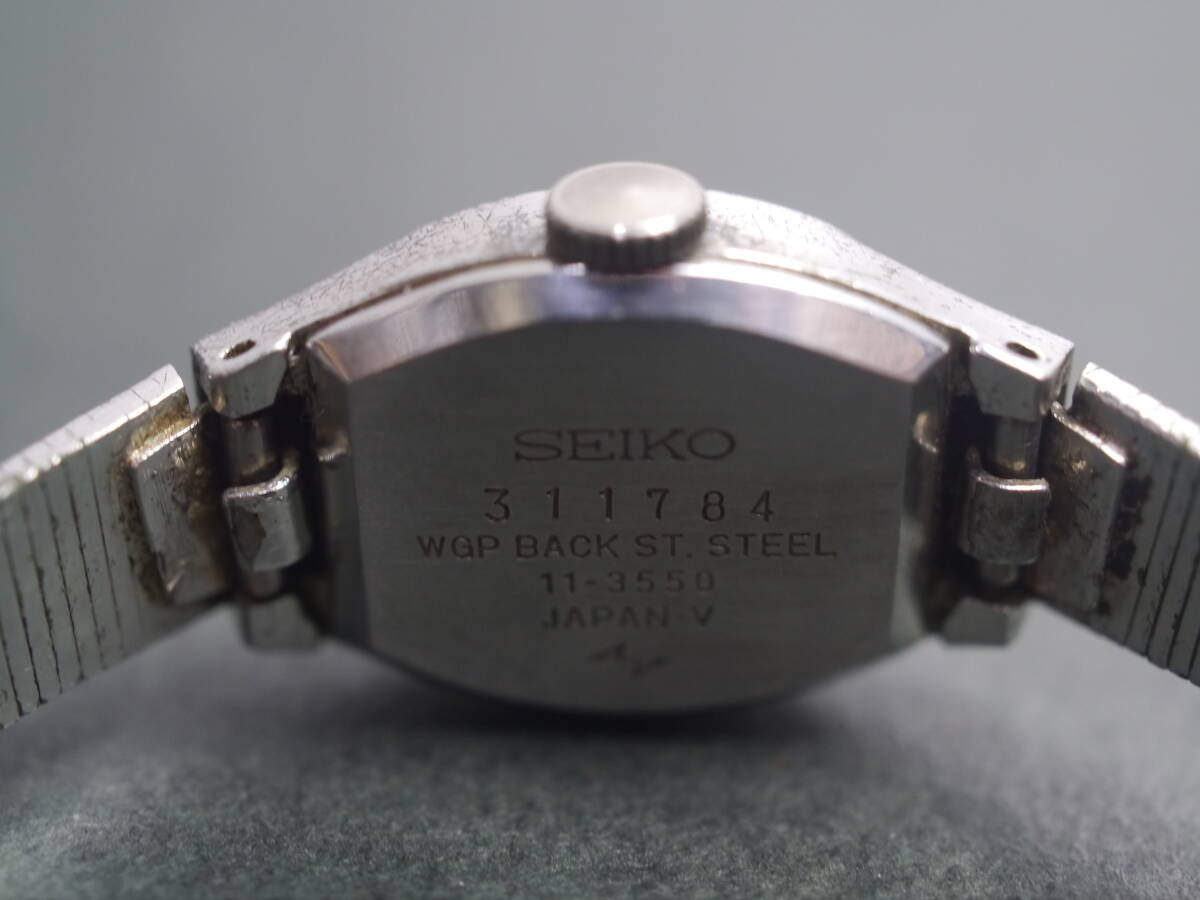 SEIKO
311784
WGP BACK ST. STEEL
11-3550
JAPAN-V